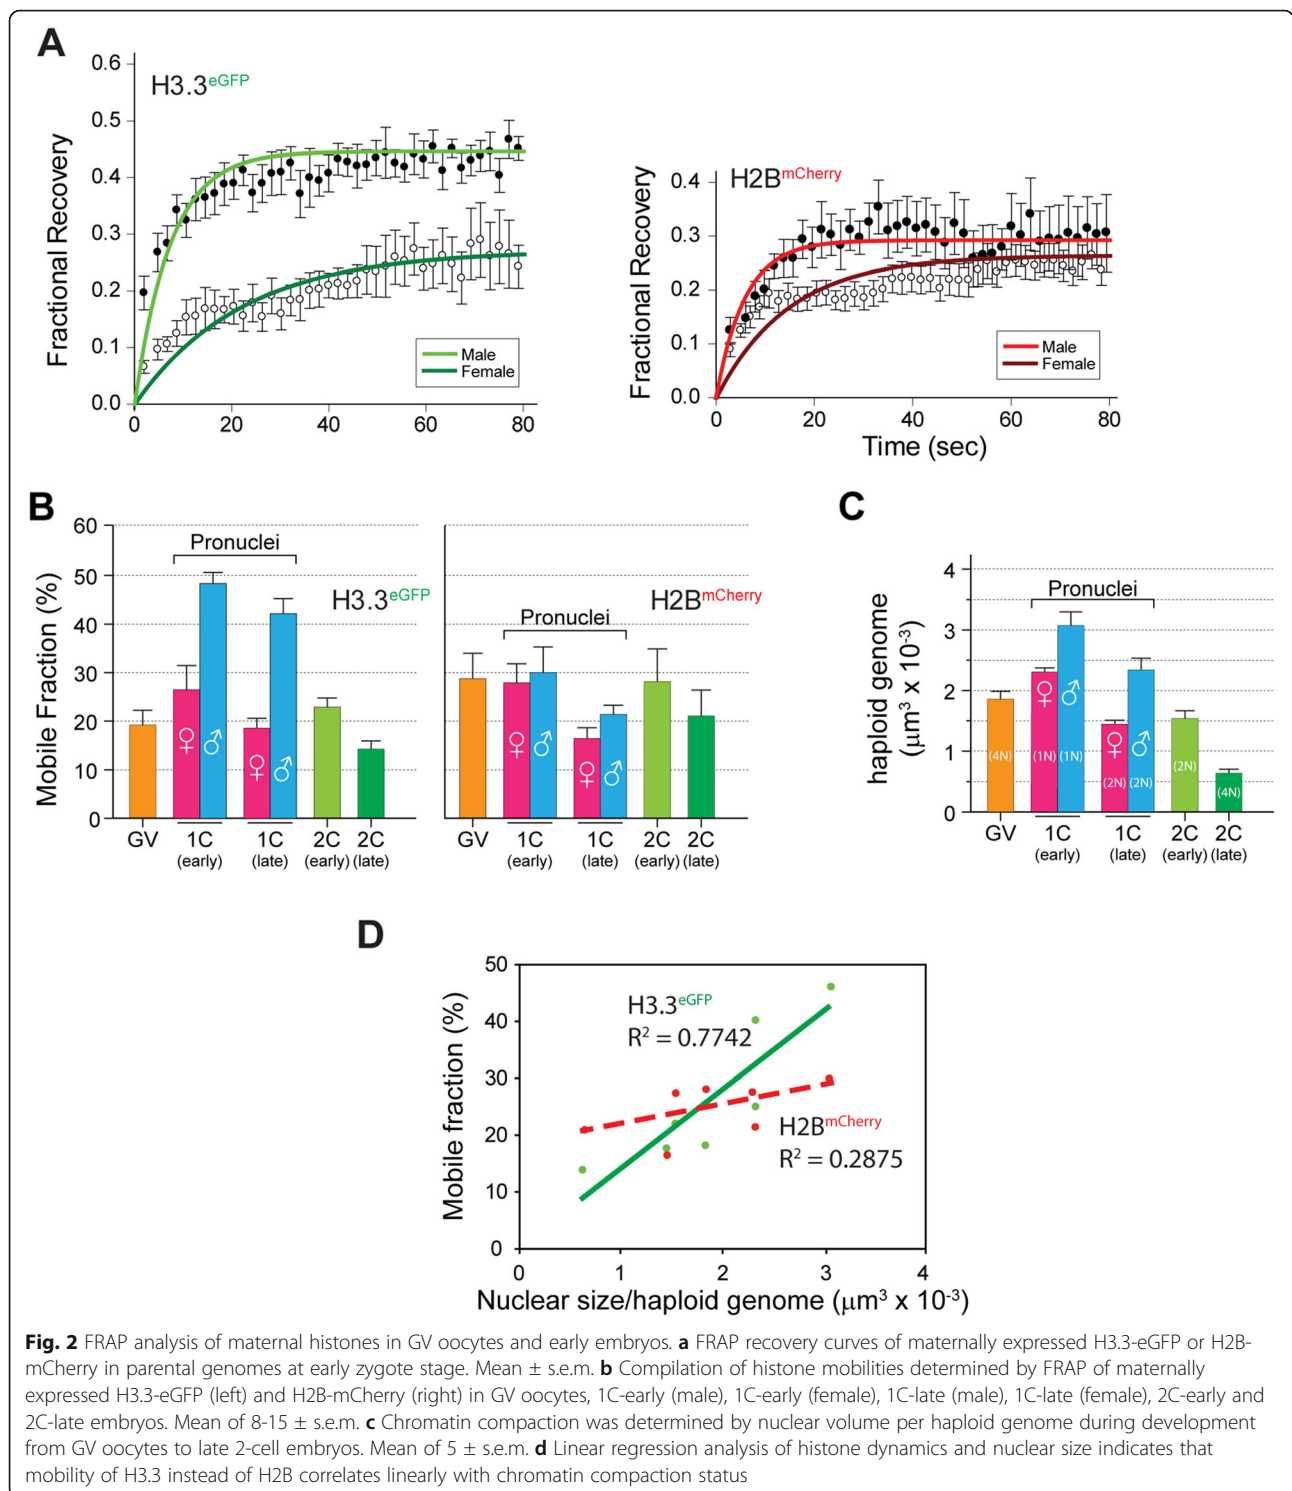 A
H3.3eGFP
Fractional Recovery
0.6
0.5
0.4
0.3
0.2
0.1
0.0
0 20 40 60 80
Male
Female
H2BmCherry
Fractional Recovery
0.4
0.3
0.2
0.1
0.0
0 20 40 60 80
Time (sec)
Male
Female
B
Mobile Fraction (%)
60
50
40
30
20
10
0
Pronuclei
H3.3eGFP
♀ ♂ ♀ ♂
GV 1C 1C 2C 2C
(early) (late) (early) (late)
Pronuclei
H2BmCherry
♀ ♂ ♀ ♂
GV 1C 1C 2C 2C
(early) (late) (early) (late)
C
haploid genome
(μm³ x 10⁻³)
4
3
2
1
0
Pronuclei
♀ ♂ ♀ ♂
(4N) (1N) (1N) (2N) (2N) (2N) (4N)
GV 1C 1C 2C 2C
(early) (late) (early) (late)
D
Mobile fraction (%)
50
40
30
20
10
0
H3.3eGFP
R² = 0.7742
H2BmCherry
R² = 0.2875
0 1 2 3 4
Nuclear size/haploid genome (μm³ x 10⁻³)
Fig. 2 FRAP analysis of maternal histones in GV oocytes and early embryos. a FRAP recovery curves of maternally expressed H3.3-eGFP or H2B-
mCherry in parental genomes at early zygote stage. Mean ± s.e.m. b Compilation of histone mobilities determined by FRAP of maternally
expressed H3.3-eGFP (left) and H2B-mCherry (right) in GV oocytes, 1C-early (male), 1C-early (female), 1C-late (male), 1C-late (female), 2C-early and
2C-late embryos. Mean of 8-15 ± s.e.m. c Chromatin compaction was determined by nuclear volume per haploid genome during development
from GV oocytes to late 2-cell embryos. Mean of 5 ± s.e.m. d Linear regression analysis of histone dynamics and nuclear size indicates that
mobility of H3.3 instead of H2B correlates linearly with chromatin compaction status